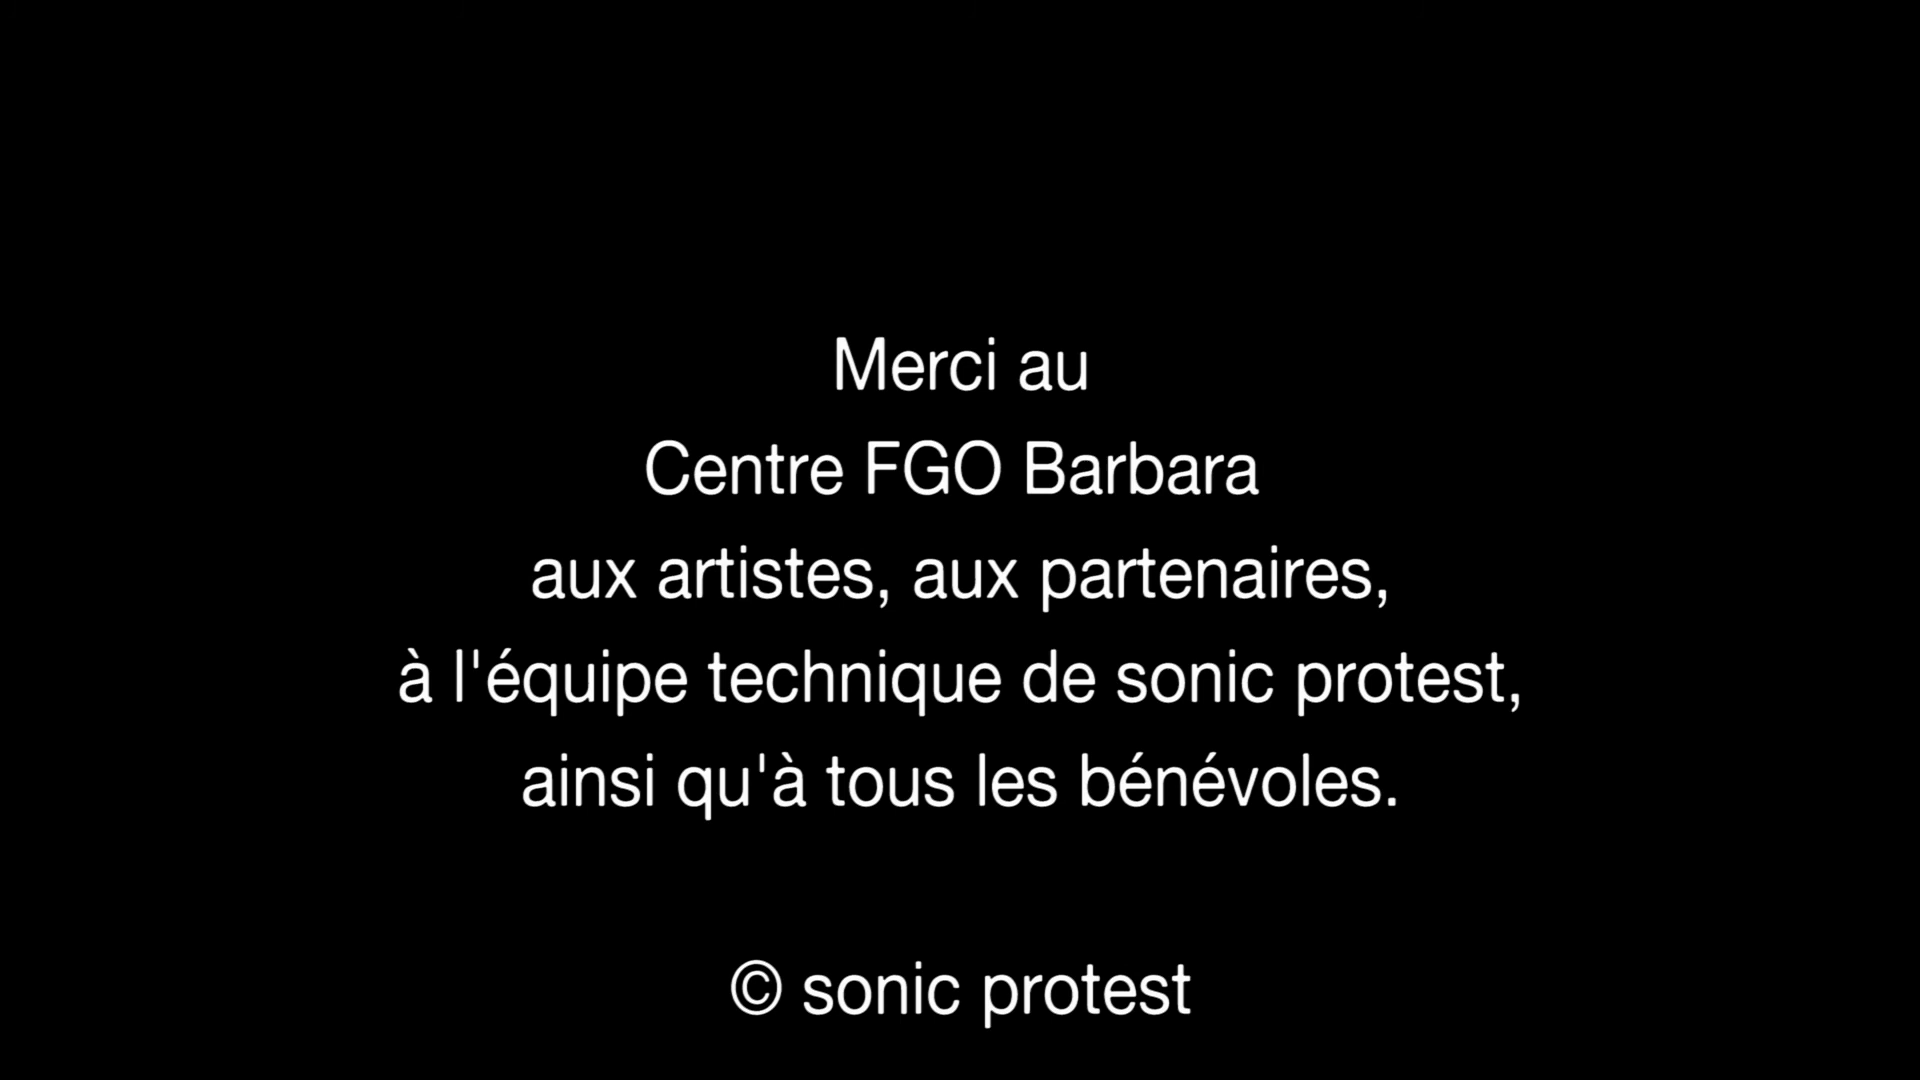 Merci au
Centre FGO Barbara
aux artistes, aux partenaires,
à l'équipe technique de sonic protest,
ainsi qu'à tous les bénévoles.
© sonic protest